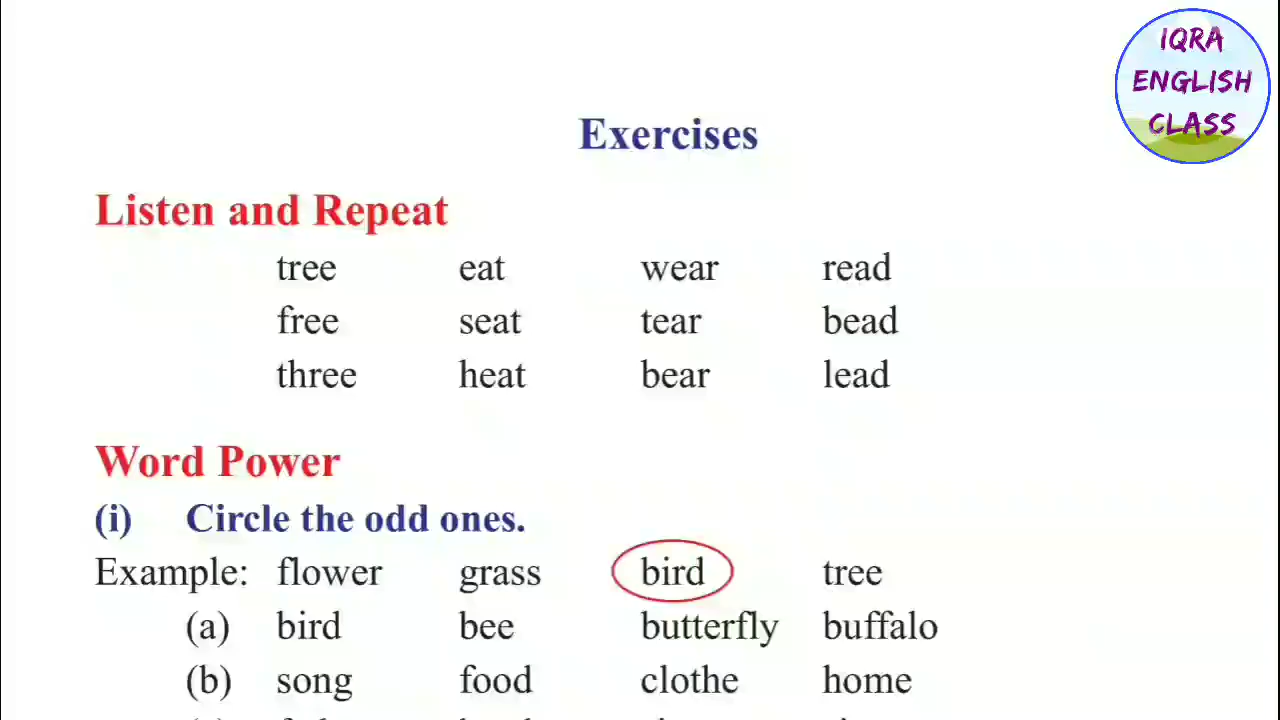 IQRA
ENGLISH
CLASS
Exercises
Listen and Repeat
tree eat wear read
free seat tear bead
three heat bear lead
Word Power
(i) Circle the odd ones.
Example: flower grass bird tree
(a) bird bee butterfly buffalo
(b) song food clothe home